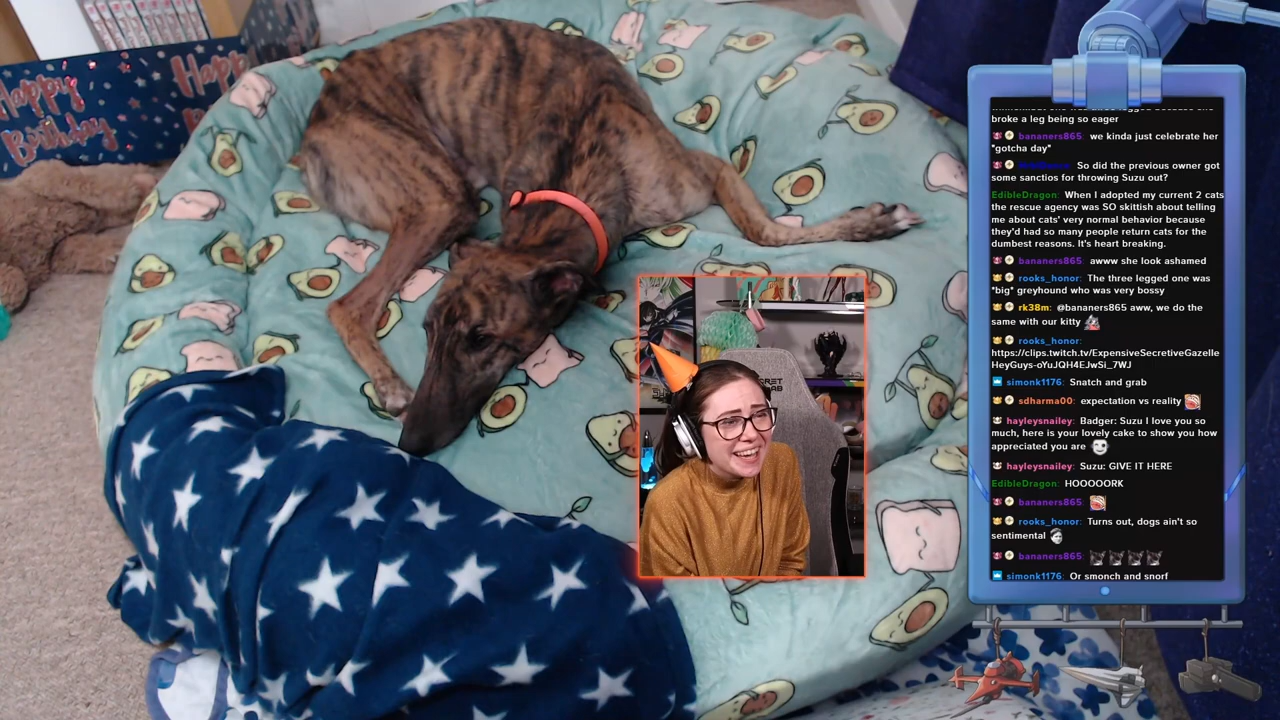 Happy
Birthday
Happy
broke a leg being so eager
bananers865: we kinda just celebrate her
"gotcha day"
So did the previous owner got
some sanctios for throwing Suzu out?
EdibleDragon: When I adopted my current 2 cats
the rescue agency was SO skittish about telling
me about cats' very normal behavior because
they'd had so many people return cats for the
dumbest reasons. It's heart breaking.
bananers865: awww she look ashamed
rooks_honor: The three legged one was
*big* greyhound who was very bossy
rk38m: @bananers865 aww, we do the
same with our kitty
rooks_honor:
https://clips.twitch.tv/ExpensiveSecretiveGazelle
HeyGuys-oYuJQH4EJwSi_7WJ
simonk1176: Snatch and grab
sdharma00: expectation vs reality
hayleysnailey: Badger: Suzu I love you so
much, here is your lovely cake to show you how
appreciated you are
hayleysnailey: Suzu: GIVE IT HERE
EdibleDragon: HOOOOORK
bananers865:
rooks_honor: Turns out, dogs ain't so
sentimental
bananers865:
simonk1176: Or smonch and snorf